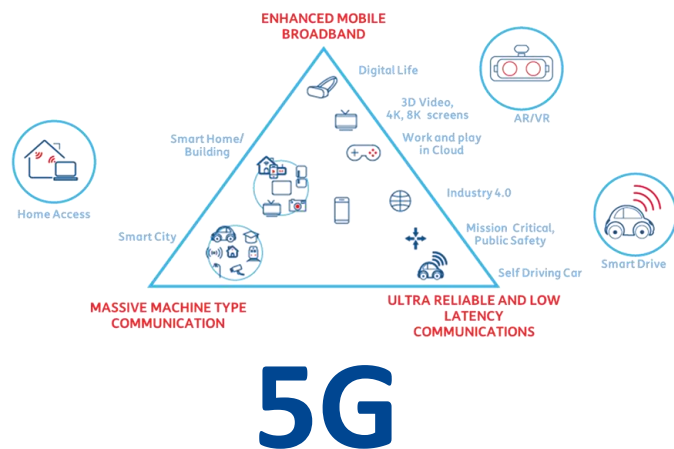 ENHANCED MOBILE
BROADBAND
Digital Life
3D Video,
4K, 8K screens
AR/VR
Smart Home/
Building
Work and play
in Cloud
Home Access
Industry 4.0
Smart City
Mission Critical,
Public Safety
Smart Drive
Self Driving Car
MASSIVE MACHINE TYPE
COMMUNICATION
ULTRA RELIABLE AND LOW
LATENCY
COMMUNICATIONS
5G